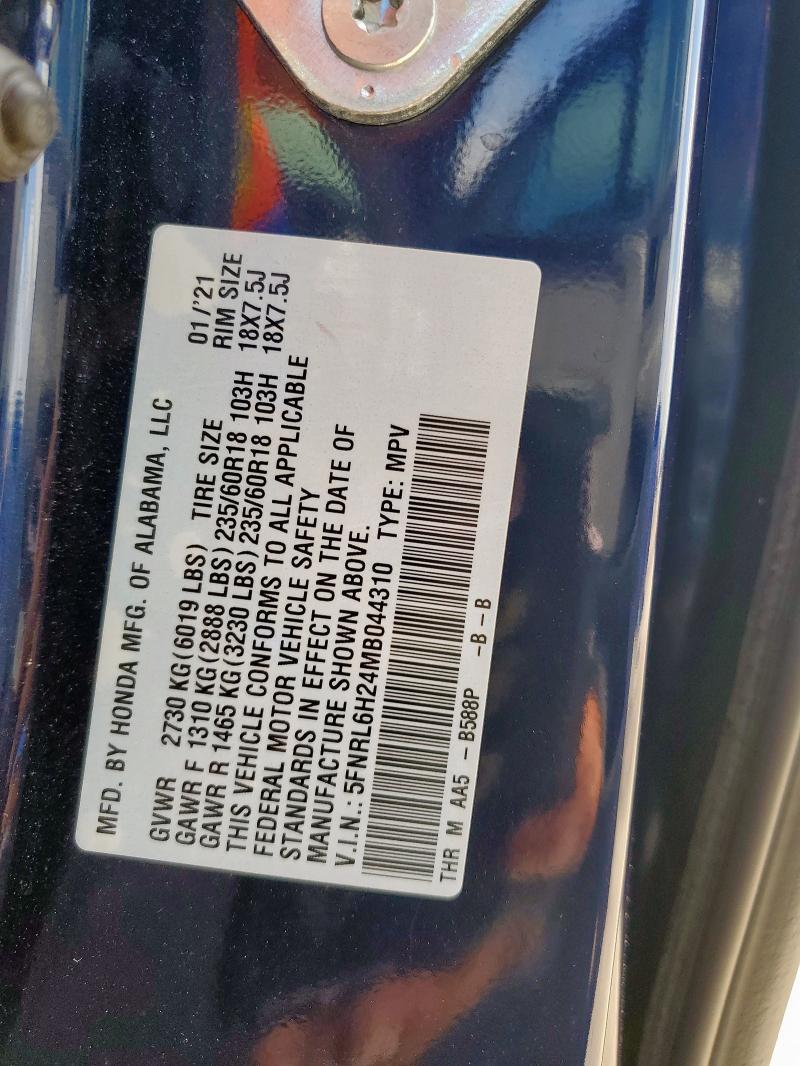 MFD. BY HONDA MFG. OF ALABAMA, LLC
01/'21
GVWR 2730 KG(6019 LBS) TIRE SIZE RIM SIZE
GAWR F 1310 KG(2888 LBS) 235/60R18 103H 18X7.5J
GAWR R 1465 KG(3230 LBS) 235/60R18 103H 18X7.5J
THIS VEHICLE CONFORMS TO ALL APPLICABLE
FEDERAL MOTOR VEHICLE SAFETY
STANDARDS IN EFFECT ON THE DATE OF
MANUFACTURE SHOWN ABOVE.
V.I.N.: 5FNRL6H24MB044310 TYPE: MPV
THR M AA5 - B588P -B-B